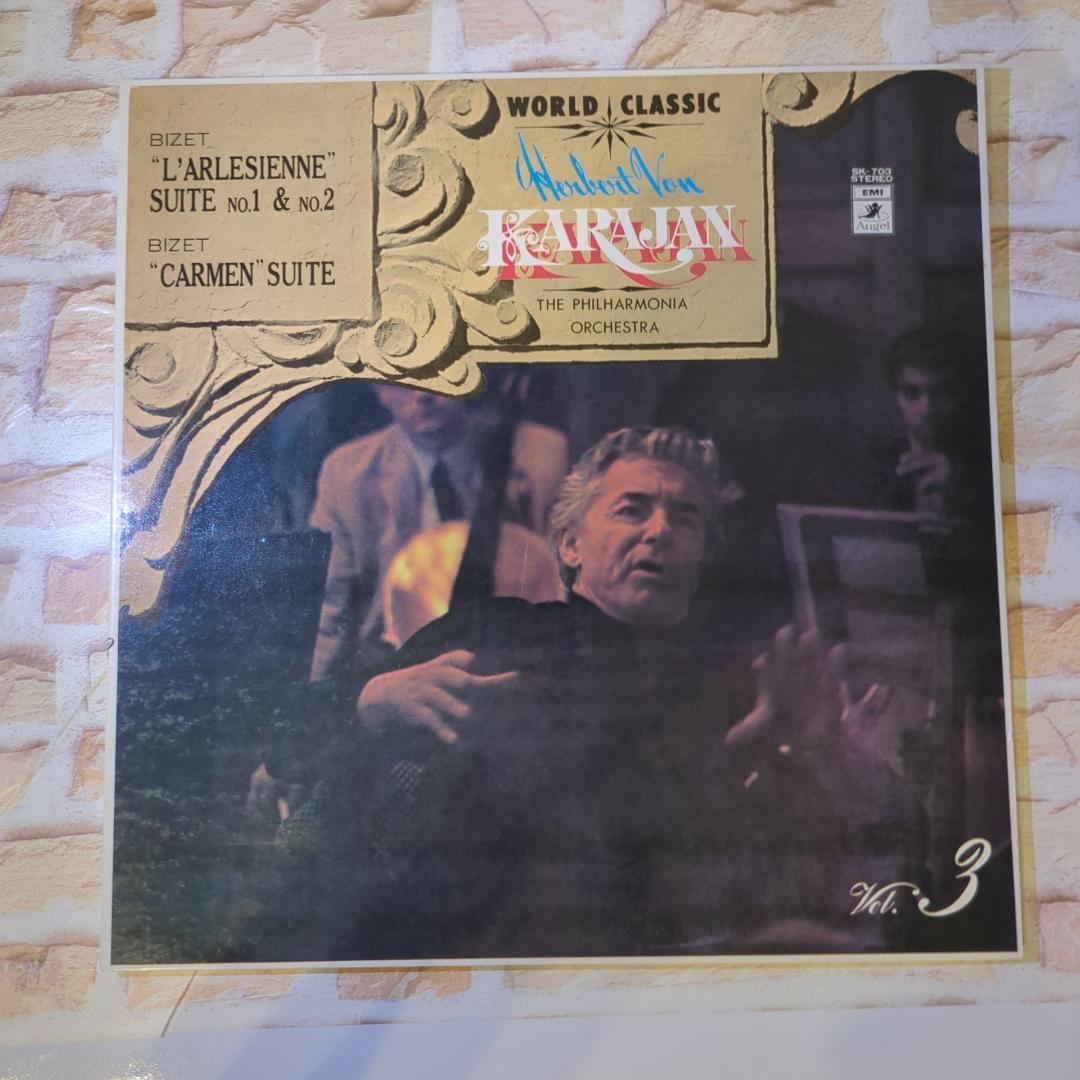 BIZET
"L'ARLESIENNE"
SUITE NO.1 & NO.2
BIZET
"CARMEN" SUITE
WORLD CLASSIC
Herbert Von
KARAJAN
THE PHILHARMONIA
ORCHESTRA
SK-703
STEREO
EMI
Angel
Vol. 3